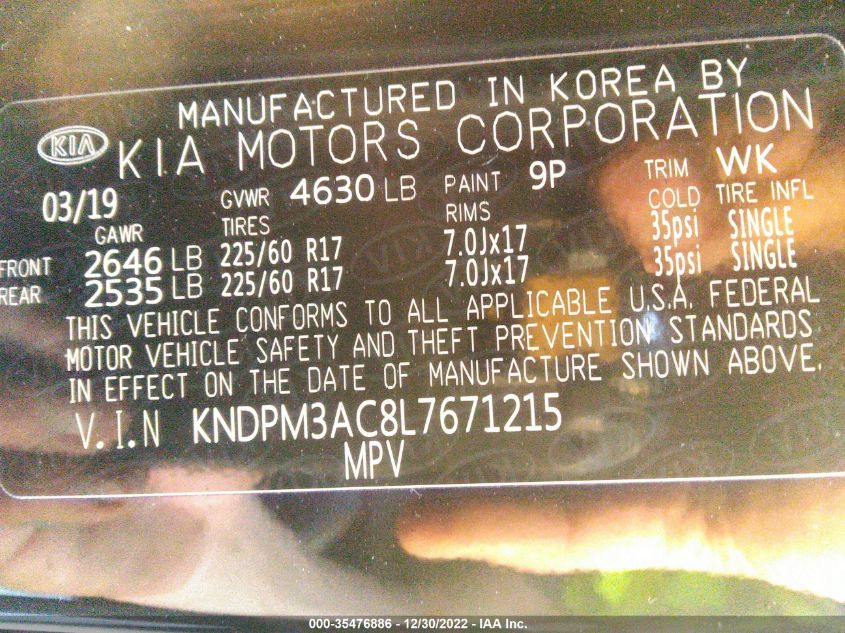 MANUFACTURED IN KOREA BY
KIA KIA MOTORS CORPORATION
03/19 GVWR 4630 LB PAINT 9P TRIM WK
GAWR TIRES RIMS COLD TIRE INFL
FRONT 2646 LB 225/60 R17 7.0Jx17 35psi SINGLE
REAR 2535 LB 225/60 R17 7.0Jx17 35psi SINGLE
THIS VEHICLE CONFORMS TO ALL APPLICABLE U.S.A. FEDERAL
MOTOR VEHICLE SAFETY AND THEFT PREVENTION STANDARDS
IN EFFECT ON THE DATE OF MANUFACTURE SHOWN ABOVE.
V.I.N KNDPM3AC8L7671215
MPV
000-35476886 - 12/30/2022 - IAA Inc.